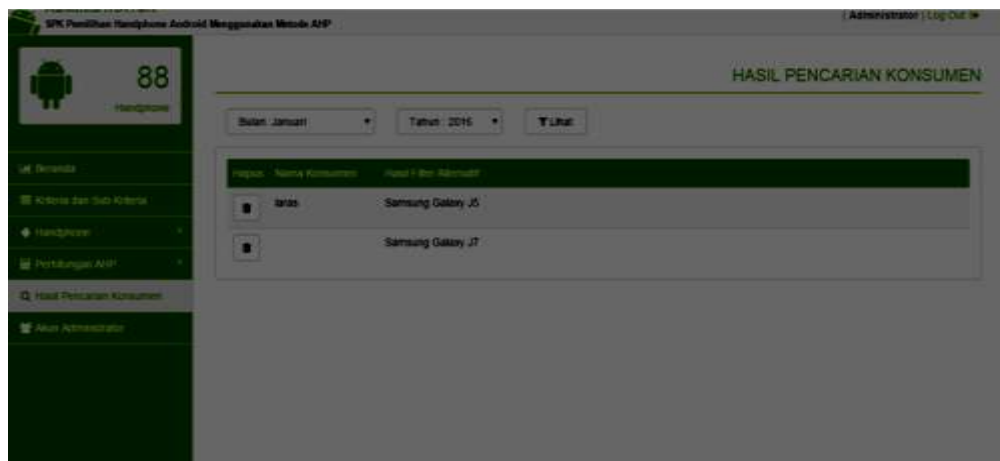 SPK Pemilihan Handphone Android Menggunakan Metode AHP
| Administrator | Log Out
88
Handphone
HASIL PENCARIAN KONSUMEN
Bulan: Januari
Tahun : 2016
Lihat
Beranda
Kriteria dan Sub Kriteria
Handphone
Perhitungan AHP
Hasil Pencarian Konsumen
Akun Administrator
Hapus Nama Konsumen Hasil Filter Alternatif
laras Samsung Galaxy J5
Samsung Galaxy J7